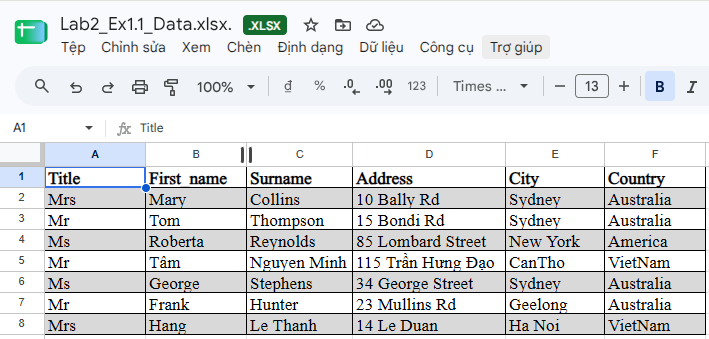 Lab2_Ex1.1_Data.xlsx. .XLSX
Tệp Chỉnh sửa Xem Chèn Định dạng Dữ liệu Công cụ Trợ giúp
100% đ % .0 .00 123 Times ... 13 B I
A1 fx Title
A B C D E F
1 Title First_name Surname Address City Country
2 Mrs Mary Collins 10 Bally Rd Sydney Australia
3 Mr Tom Thompson 15 Bondi Rd Sydney Australia
4 Ms Roberta Reynolds 85 Lombard Street New York America
5 Mr Tâm Nguyen Minh 115 Trần Hưng Đạo CanTho VietNam
6 Ms George Stephens 34 George Street Sydney Australia
7 Mr Frank Hunter 23 Mullins Rd Geelong Australia
8 Mrs Hang Le Thanh 14 Le Duan Ha Noi VietNam